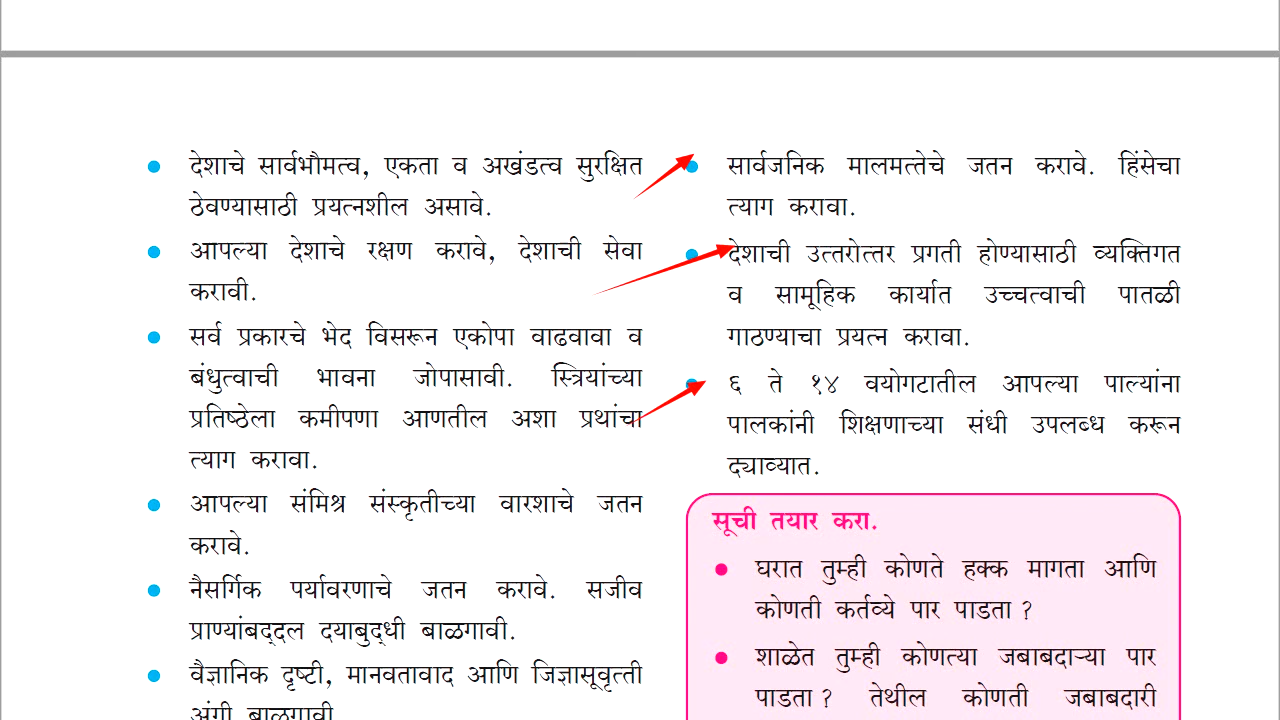 देशाचे सार्वभौमत्व, एकता व अखंडत्व सुरक्षित
ठेवण्यासाठी प्रयत्नशील असावे.
आपल्या देशाचे रक्षण करावे, देशाची सेवा
करावी.
सर्व प्रकारचे भेद विसरून एकोपा वाढवावा व
बंधुत्वाची भावना जोपासावी. स्त्रियांच्या
प्रतिष्ठेला कमीपणा आणतील अशा प्रथांचा
त्याग करावा.
आपल्या संमिश्र संस्कृतीच्या वारशाचे जतन
करावे.
नैसर्गिक पर्यावरणाचे जतन करावे. सजीव
प्राण्यांबद्दल दयाबुद्धी बाळगावी.
वैज्ञानिक दृष्टी, मानवतावाद आणि जिज्ञासूवृत्ती
अंगी बाळगावी
सार्वजनिक मालमत्तेचे जतन करावे. हिंसेचा
त्याग करावा.
देशाची उत्तरोत्तर प्रगती होण्यासाठी व्यक्तिगत
व सामूहिक कार्यात उच्चत्वाची पातळी
गाठण्याचा प्रयत्न करावा.
६ ते १४ वयोगटातील आपल्या पाल्यांना
पालकांनी शिक्षणाच्या संधी उपलब्ध करून
द्याव्यात.
सूची तयार करा.
घरात तुम्ही कोणते हक्क मागता आणि
कोणती कर्तव्ये पार पाडता ?
शाळेत तुम्ही कोणत्या जबाबदाऱ्या पार
पाडता ? तेथील कोणती जबाबदारी